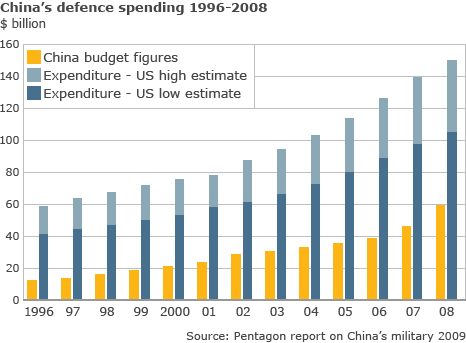 China's defence spending 1996-2008
$ billion
160
China budget figures
140
Expenditure - US high estimate
120
Expenditure - US low estimate
100
80
60
40
20
0
1996 97 98 99 2000 01 02 03 04 05 06 07 08
Source: Pentagon report on China's military 2009